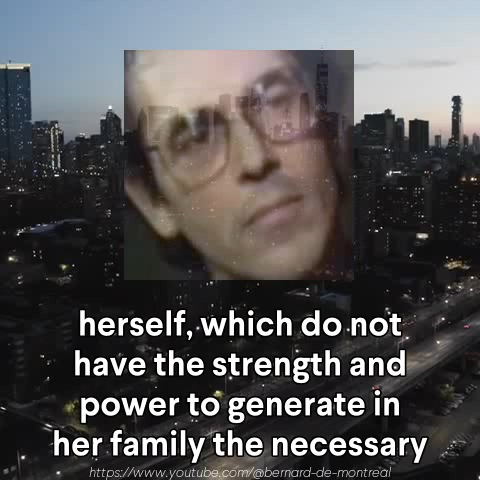 herself, which do not
have the strength and
power to generate in
her family the necessary
https://www.youtube.com/@bernard-de-montreal